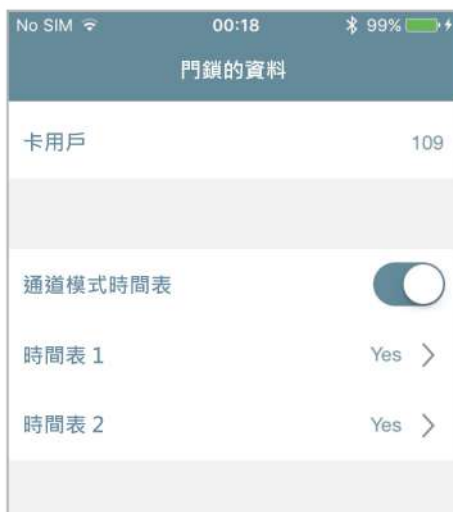 No SIM 00:18 99%
門鎖的資料
卡用戶 109
通道模式時間表
時間表 1 Yes
時間表 2 Yes